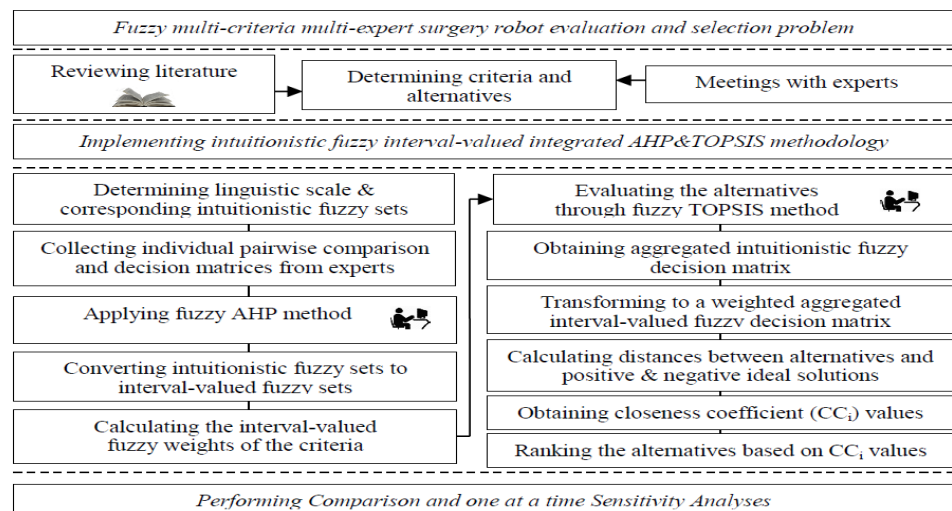 Fuzzy multi-criteria multi-expert surgery robot evaluation and selection problem
Reviewing literature
Determining criteria and
alternatives
Meetings with experts
Implementing intuitionistic fuzzy interval-valued integrated AHP&TOPSIS methodology
Determining linguistic scale &
corresponding intuitionistic fuzzy sets
Collecting individual pairwise comparison
and decision matrices from experts
Applying fuzzy AHP method
Converting intuitionistic fuzzy sets to
interval-valued fuzzy sets
Calculating the interval-valued
fuzzy weights of the criteria
Evaluating the alternatives
through fuzzy TOPSIS method
Obtaining aggregated intuitionistic fuzzy
decision matrix
Transforming to a weighted aggregated
interval-valued fuzzy decision matrix
Calculating distances between alternatives and
positive & negative ideal solutions
Obtaining closeness coefficient (CCi) values
Ranking the alternatives based on CCi values
Performing Comparison and one at a time Sensitivity Analyses